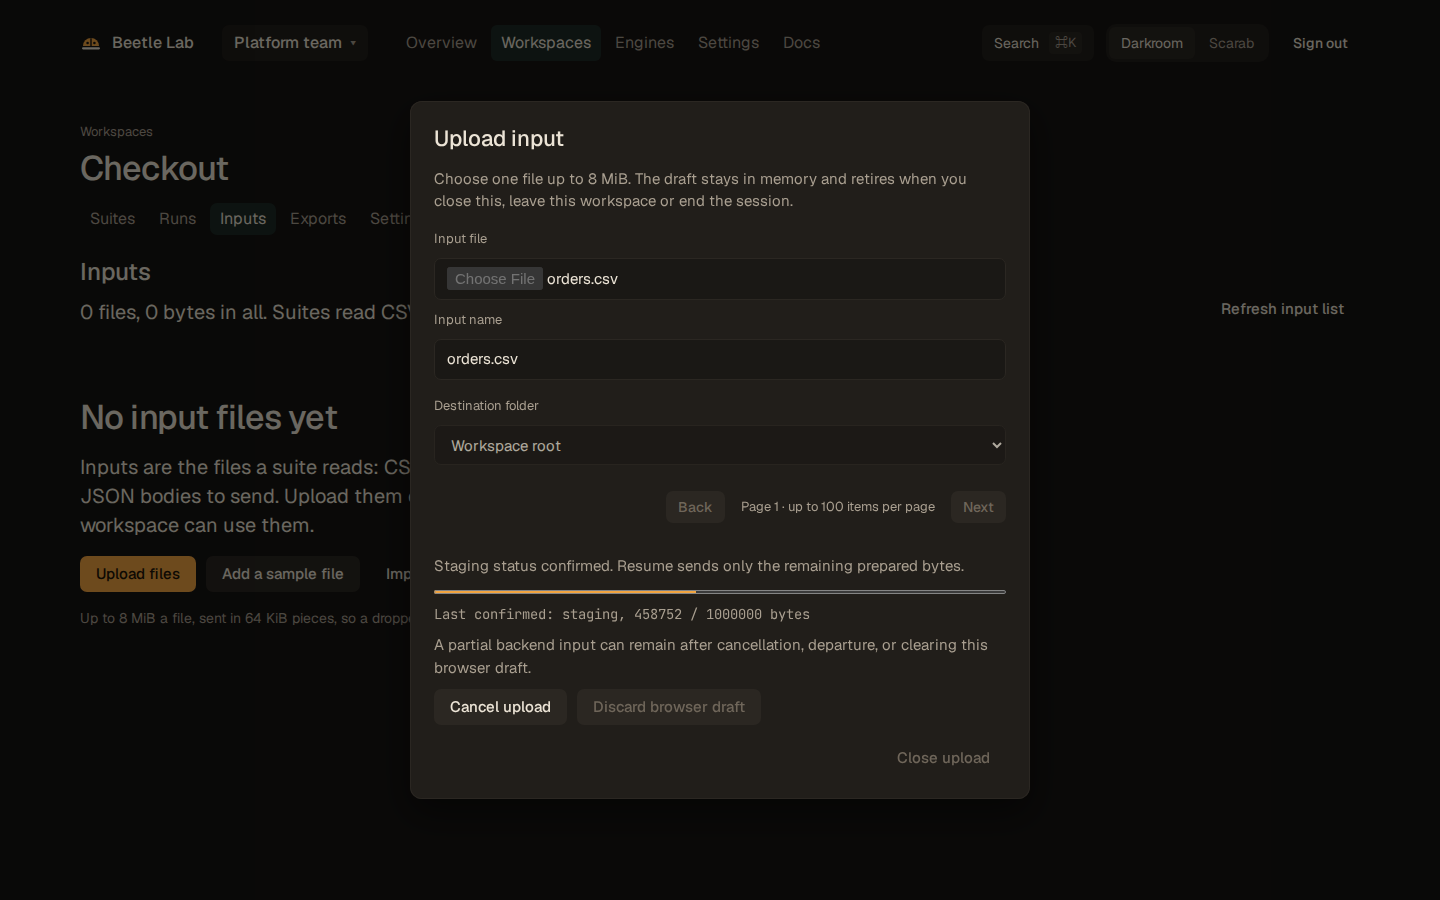 Beetle Lab
Platform team
Overview
Workspaces
Engines
Settings
Docs
Search ⌘K
Darkroom
Scarab
Sign out
Workspaces
Checkout
Suites
Runs
Inputs
Exports
Inputs
0 files, 0 bytes in all. Suites read
Refresh input list
No input files yet
Inputs are the files a suite reads:
JSON bodies to send. Upload them
workspace can use them.
Upload files
Add a sample file
Up to 8 MiB a file, sent in 64 KiB pieces, so a
Upload input
Choose one file up to 8 MiB. The draft stays in memory and retires when you
close this, leave this workspace or end the session.
Input file
Choose File orders.csv
Input name
orders.csv
Destination folder
Workspace root
Back
Page 1 · up to 100 items per page
Next
Staging status confirmed. Resume sends only the remaining prepared bytes.
Last confirmed: staging, 458752 / 1000000 bytes
A partial backend input can remain after cancellation, departure, or clearing this
browser draft.
Cancel upload
Discard browser draft
Close upload